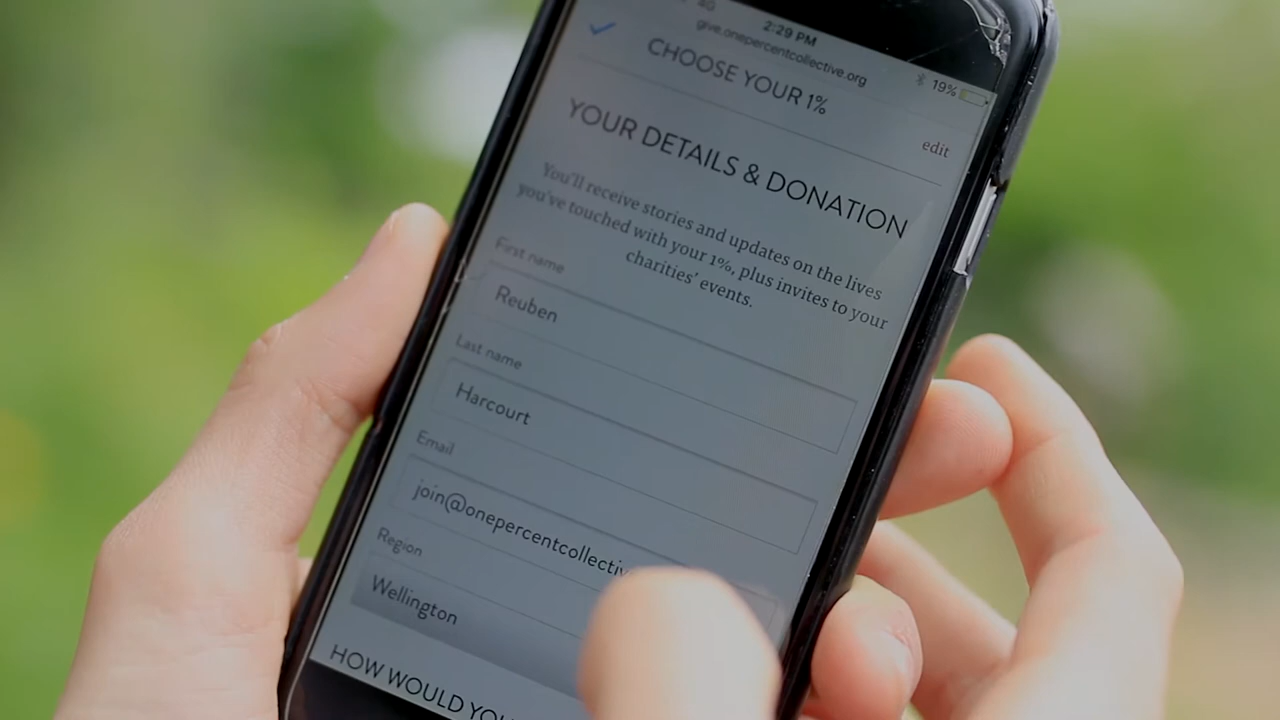 4G
2:29 PM
19%
give.onepercentcollective.org
CHOOSE YOUR 1%
edit
YOUR DETAILS & DONATION
You'll receive stories and updates on the lives
you've touched with your 1%, plus invites to your
charities' events.
First name
Reuben
Last name
Harcourt
Email
join@onepercentcollectiv
Region
Wellington
HOW WOULD YOU